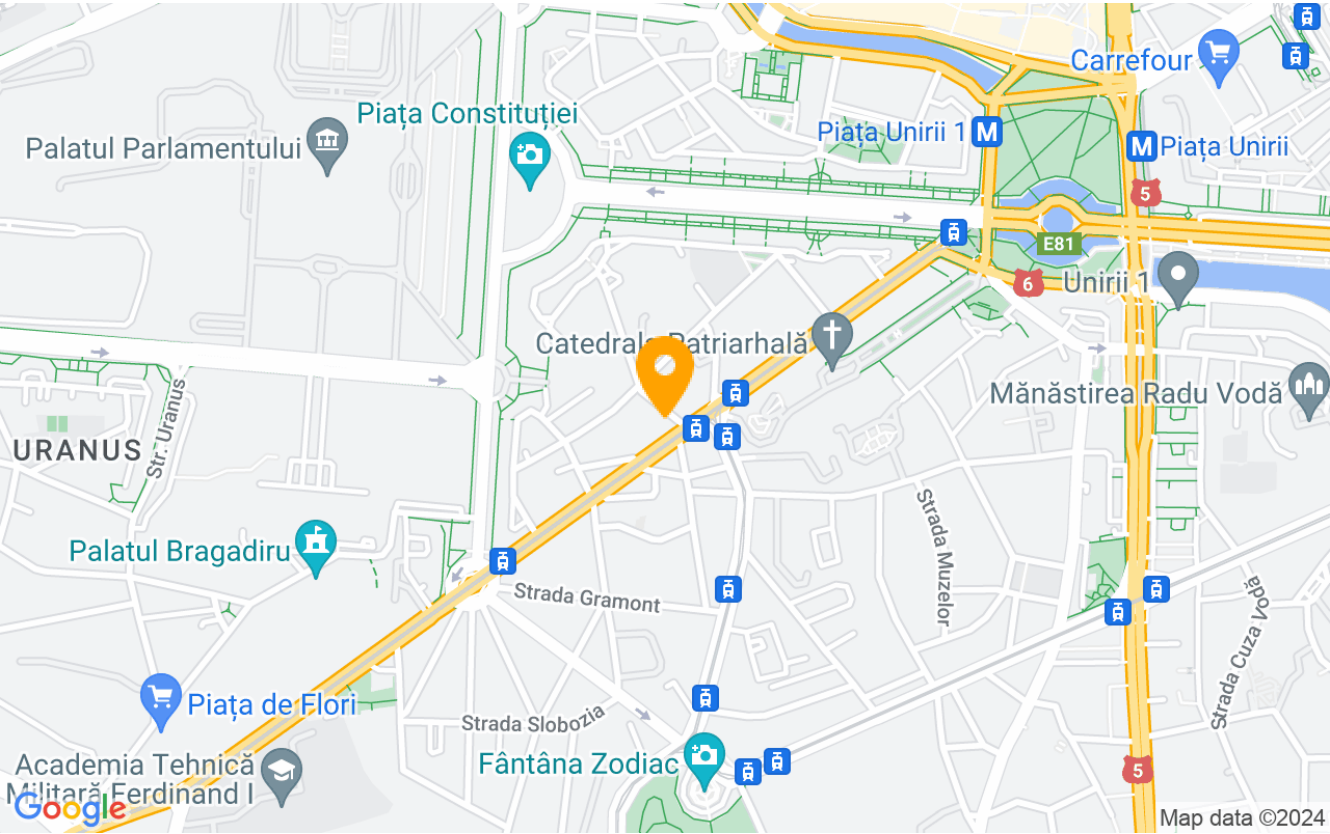 Carrefour
Piața Constituției
Piața Unirii 1
M
M
Piața Unirii
Palatul Parlamentului
5
E81
6
Unirii 1
Catedrala Patriarhală
Mănăstirea Radu Vodă
Str. Uranus
URANUS
Strada Muzelor
Palatul Bragadiru
Strada Gramont
Strada Cuza Vodă
Piața de Flori
Strada Slobozia
Fântâna Zodiac
Academia Tehnică
Militară Ferdinand I
5
Google
Map data ©2024